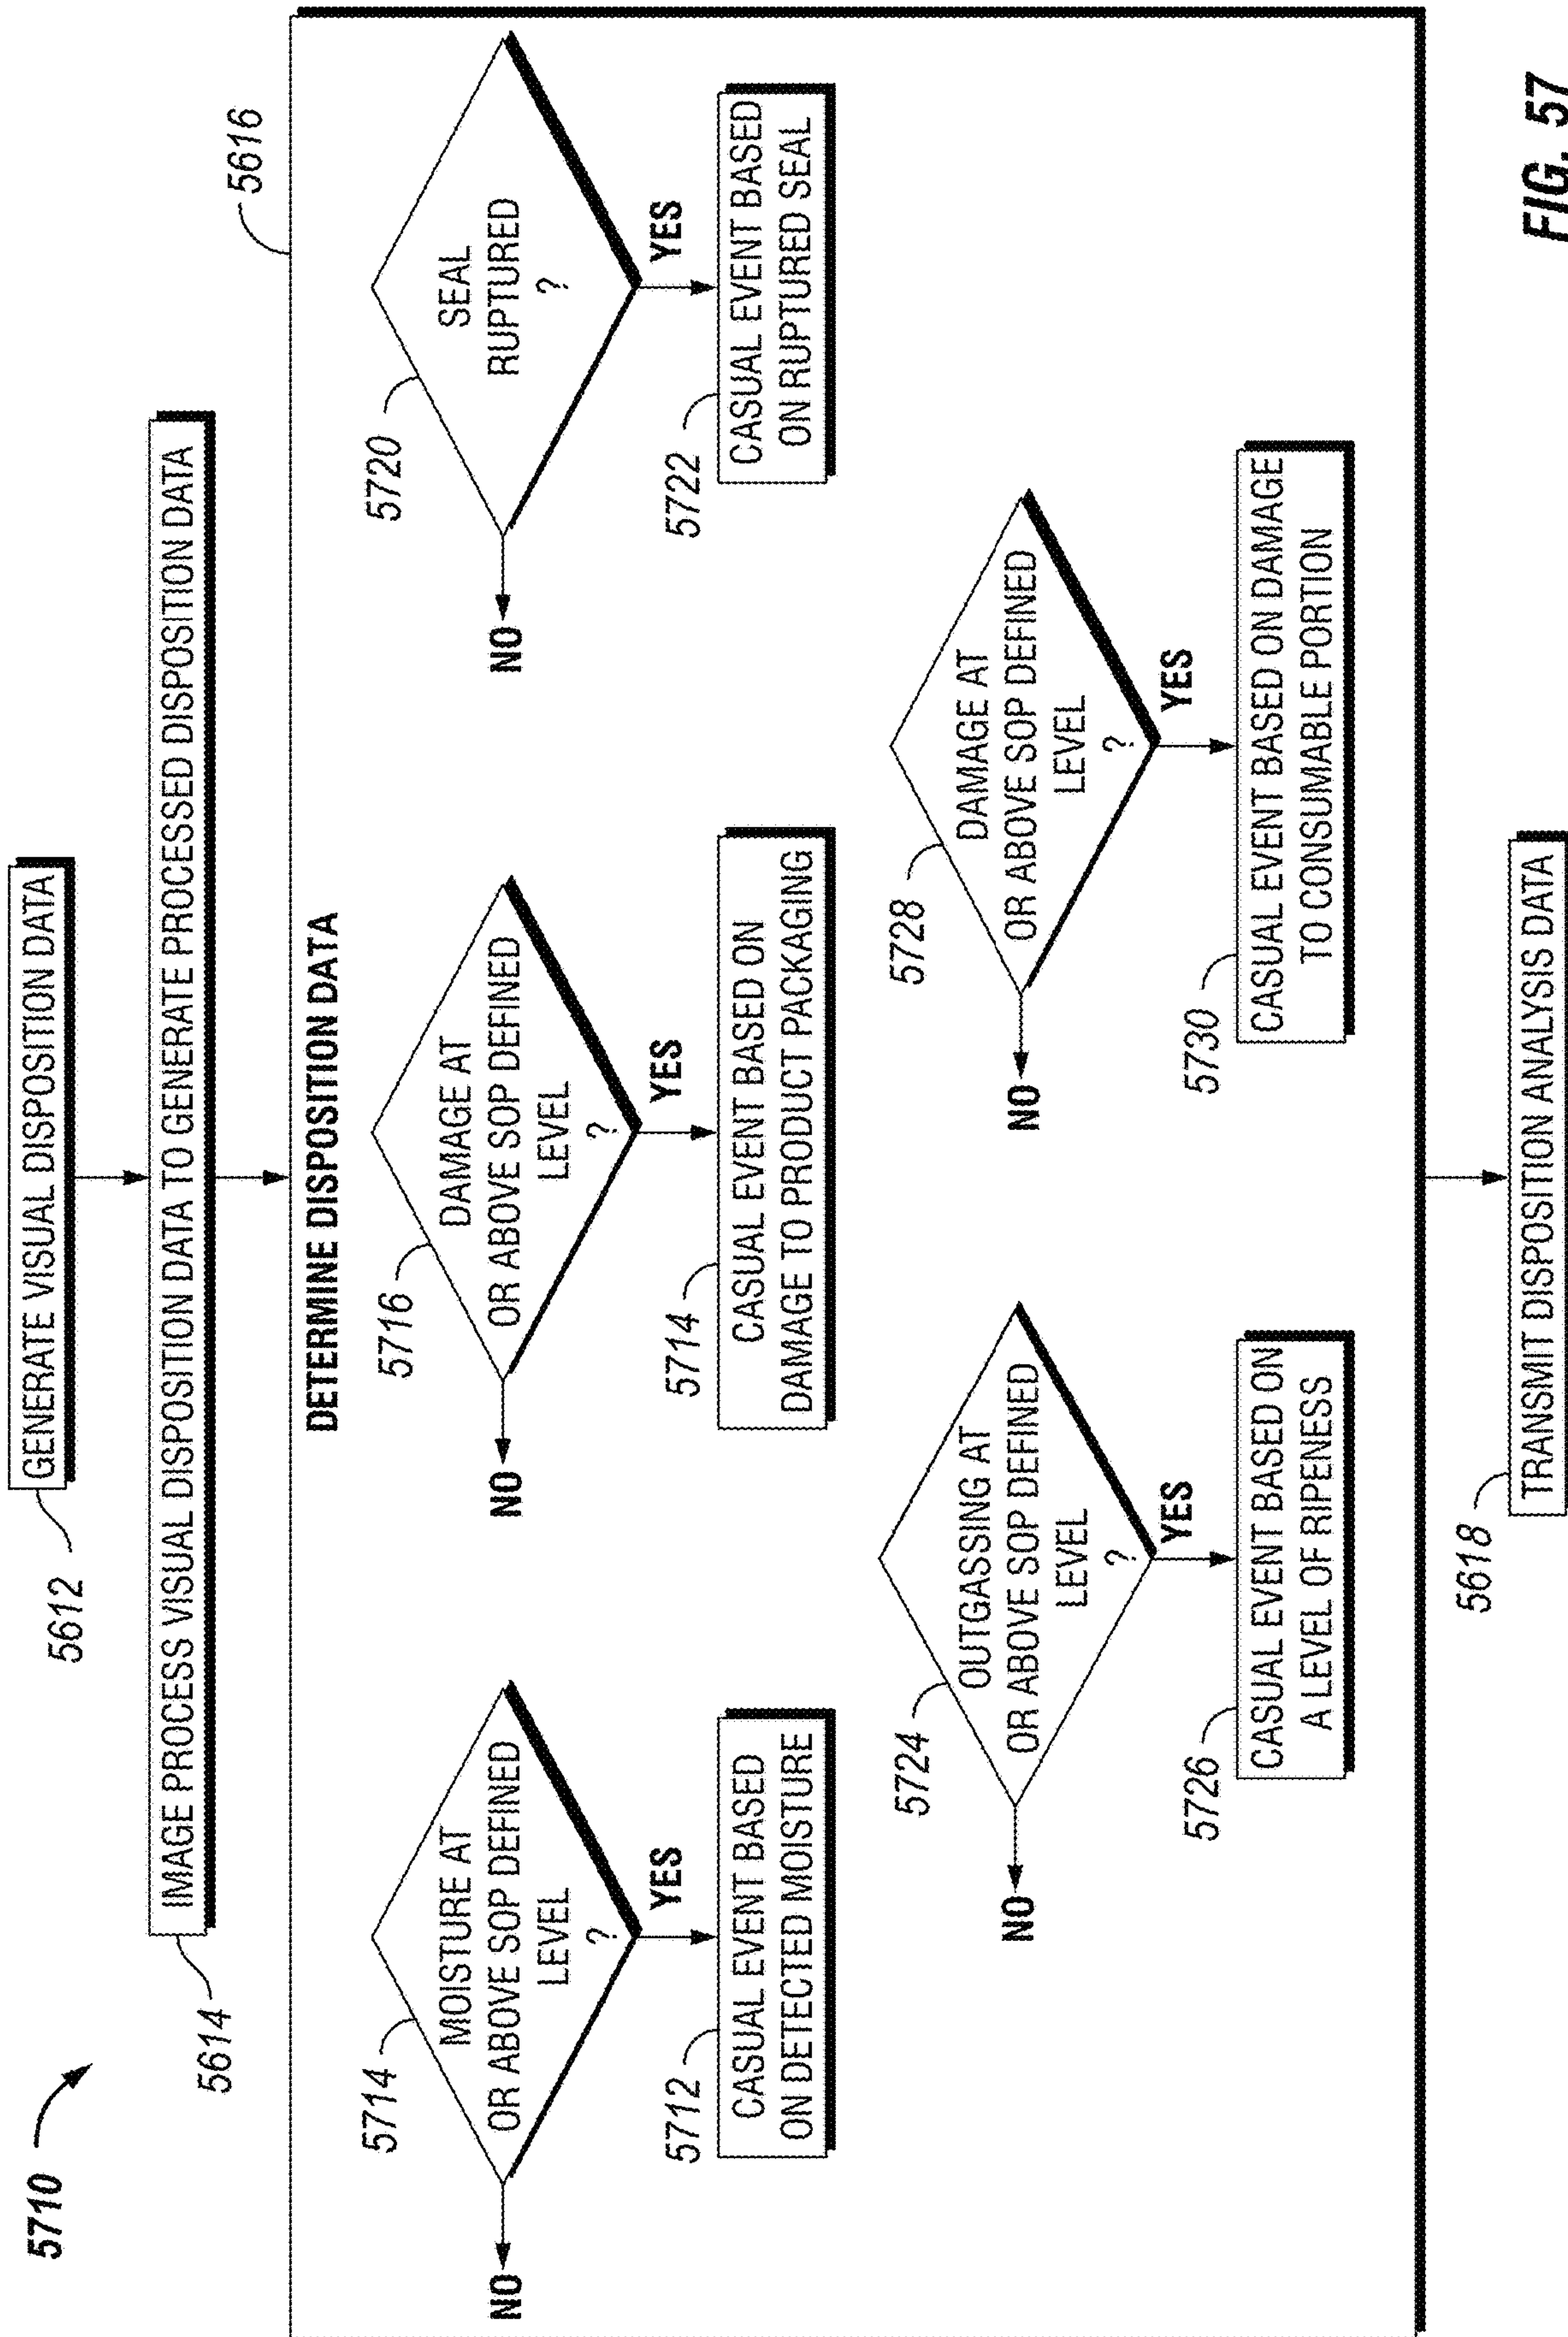 5710
5612
GENERATE VISUAL DISPOSITION DATA
5614
IMAGE PROCESS VISUAL DISPOSITION DATA TO GENERATE PROCESSED DISPOSITION DATA
5616
DETERMINE DISPOSITION DATA
5714
MOISTURE AT
OR ABOVE SOP DEFINED
LEVEL
?
NO
YES
5712
CASUAL EVENT BASED
ON DETECTED MOISTURE
5716
DAMAGE AT
OR ABOVE SOP DEFINED
LEVEL
?
NO
YES
5714
CASUAL EVENT BASED ON
DAMAGE TO PRODUCT PACKAGING
5720
SEAL
RUPTURED
?
NO
YES
5722
CASUAL EVENT BASED
ON RUPTURED SEAL
5724
OUTGASSING AT
OR ABOVE SOP DEFINED
LEVEL
?
NO
YES
5726
CASUAL EVENT BASED ON
A LEVEL OF RIPENESS
5728
DAMAGE AT
OR ABOVE SOP DEFINED
LEVEL
?
NO
YES
5730
CASUAL EVENT BASED ON DAMAGE
TO CONSUMABLE PORTION
5618
TRANSMIT DISPOSITION ANALYSIS DATA
FIG. 57